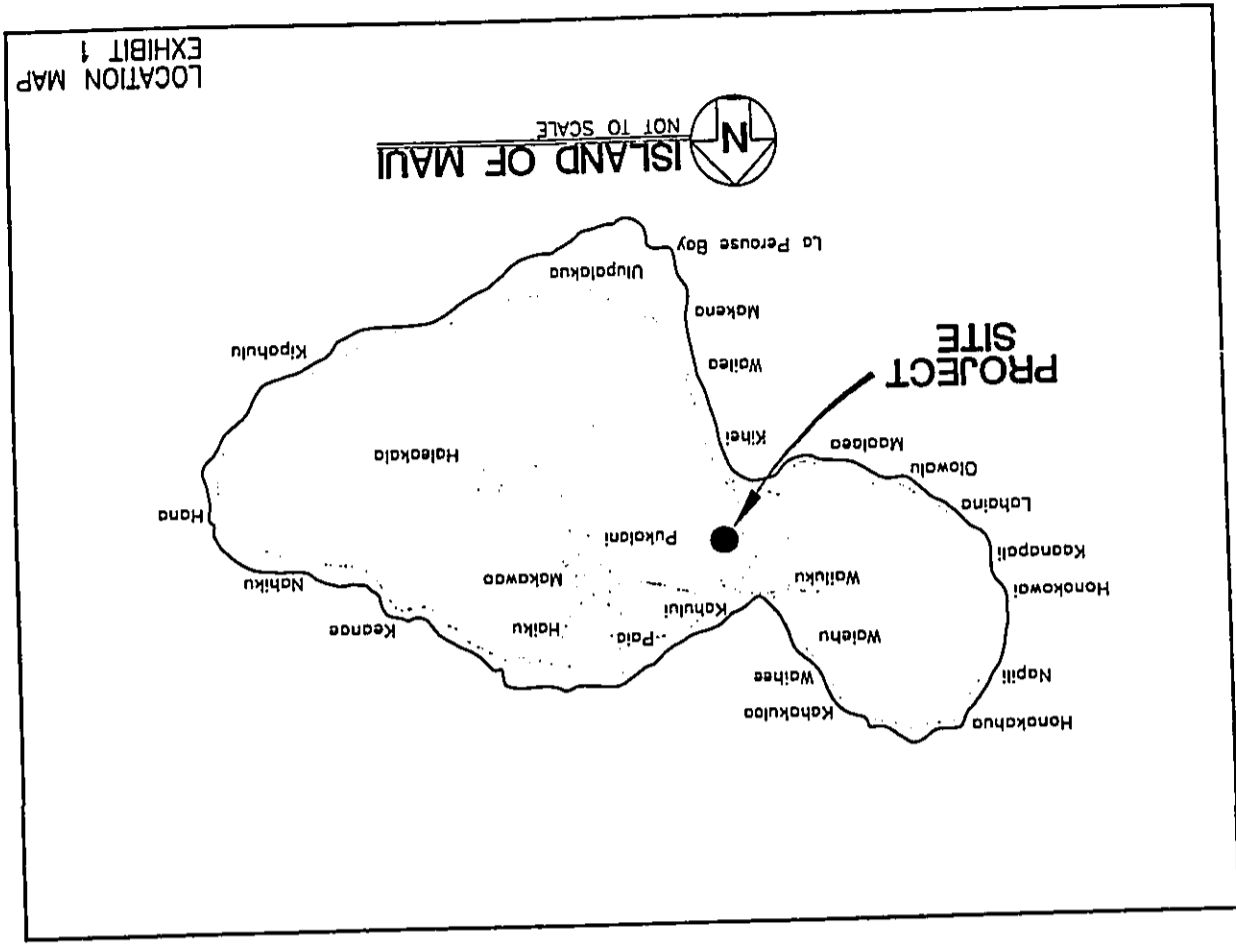 Honokahua
Kahakuloa
Napili
Waihee
Waiehu
Paia
Haiku
Keanae
Kahului
Honokowai
Wailuku
Makawao
Nahiku
Kaanapali
Pukalani
Hana
Lahaina
Olowalu
Haleakala
Maalaea
Kihei
PROJECT
SITE
Wailea
Kipahulu
Makena
Ulupalakua
La Perouse Bay
N
ISLAND OF MAUI
NOT TO SCALE
LOCATION MAP
EXHIBIT 1